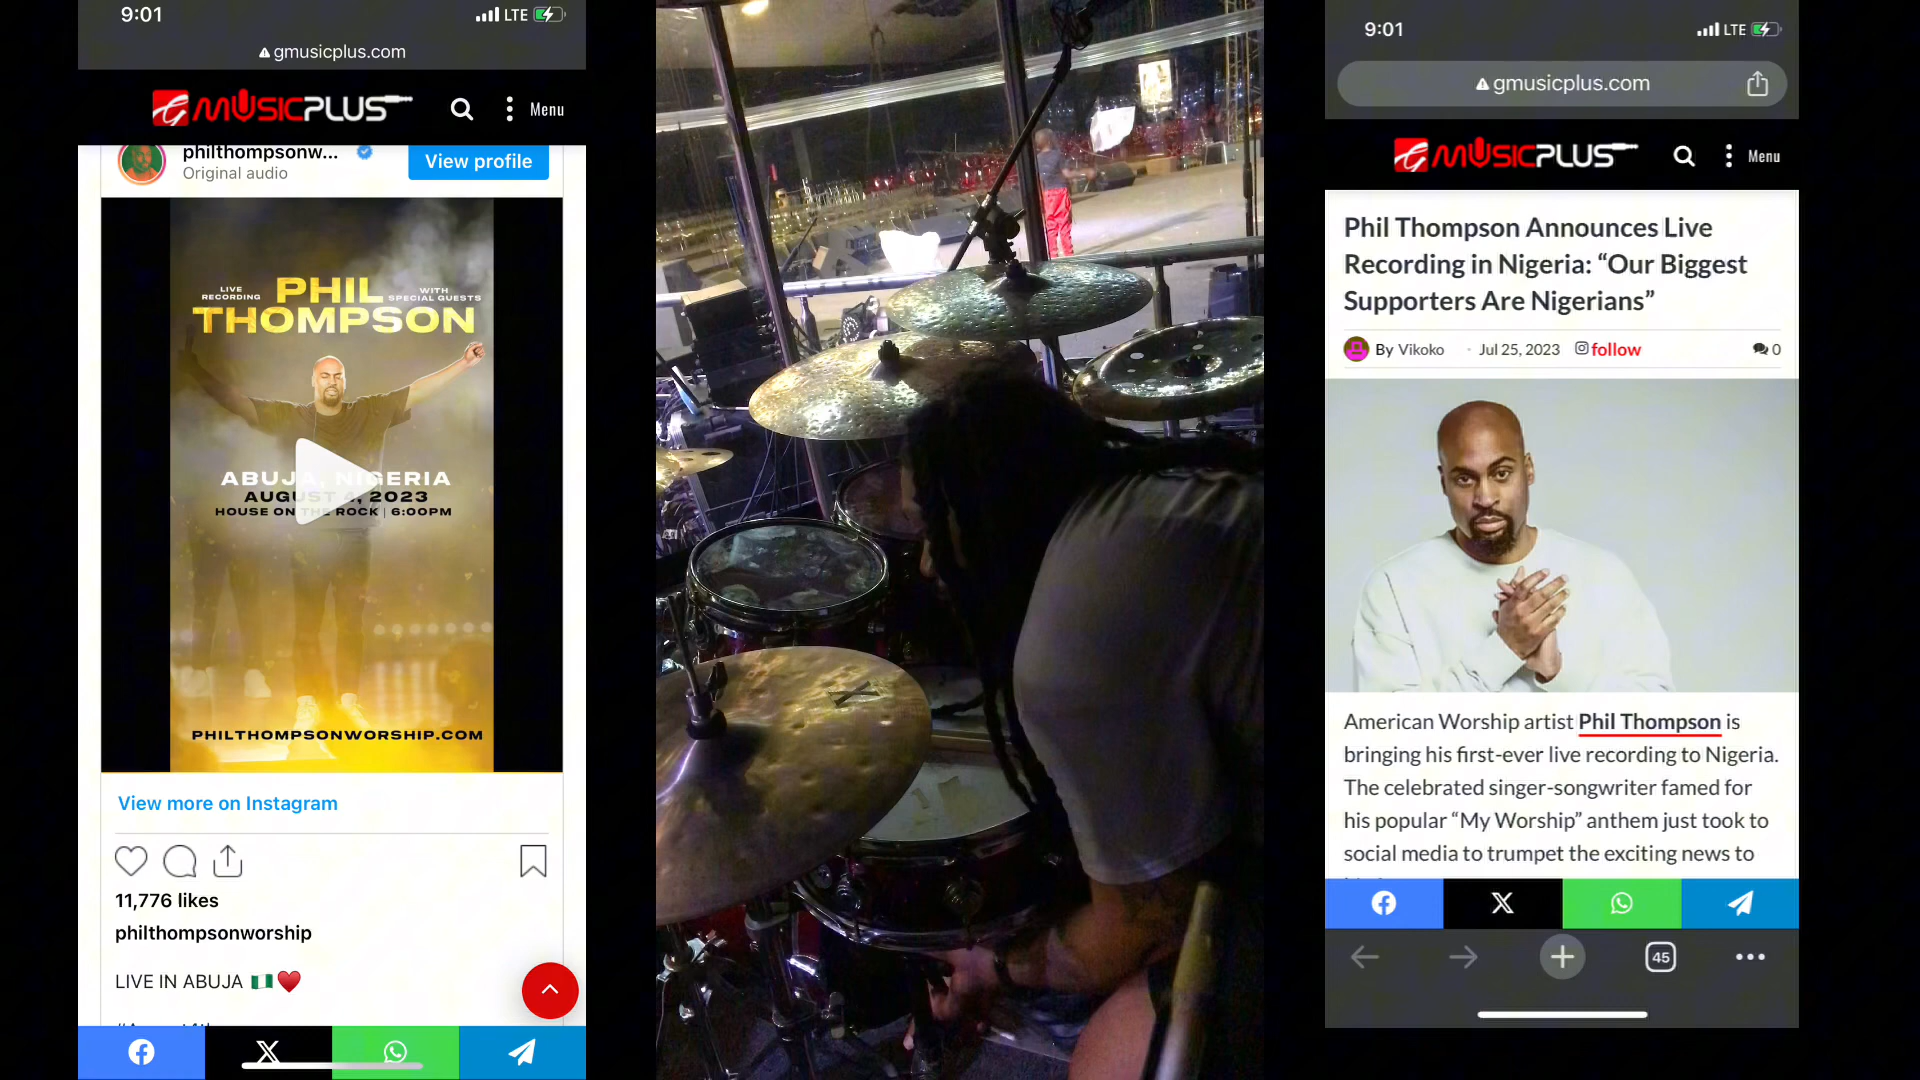 9:01
LTE
gmusicplus.com
G MUSICPLUS
Menu
philthompsonw...
Original audio
View profile
LIVE
RECORDING
PHIL
WITH
SPECIAL GUESTS
THOMPSON
ABUJA, NIGERIA
AUGUST 4, 2023
HOUSE ON THE ROCK | 6:00PM
PHILTHOMPSONWORSHIP.COM
View more on Instagram
11,776 likes
philthompsonworship
LIVE IN ABUJA 🇳🇬♥️
9:01
LTE
gmusicplus.com
G MUSICPLUS
Menu
Phil Thompson Announces Live
Recording in Nigeria: “Our Biggest
Supporters Are Nigerians”
By Vikoko - Jul 25, 2023 follow 0
American Worship artist Phil Thompson is
bringing his first-ever live recording to Nigeria.
The celebrated singer-songwriter famed for
his popular “My Worship” anthem just took to
social media to trumpet the exciting news to
45